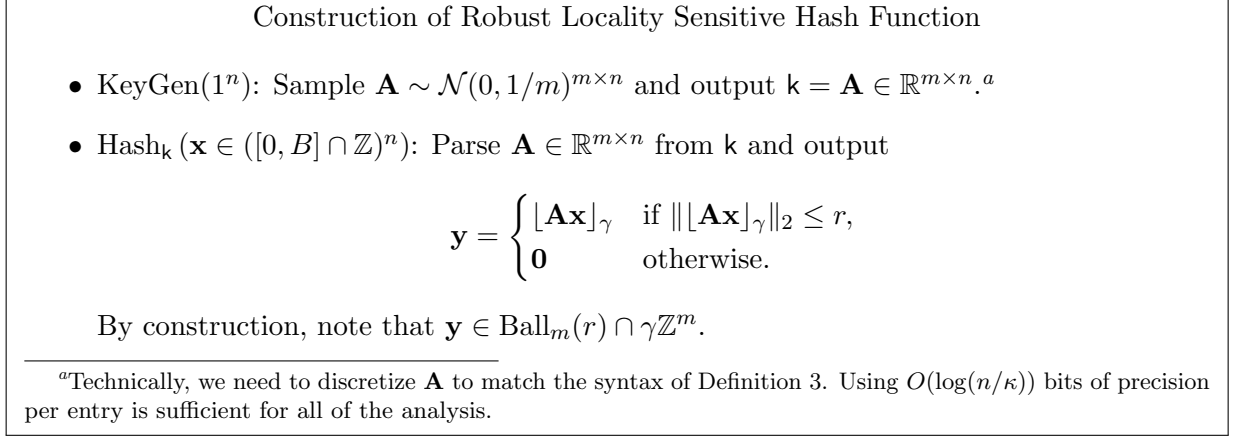 Construction of Robust Locality Sensitive Hash Function
• KeyGen(1ⁿ): Sample 𝐀 ∼ 𝒩(0, 1/m)^{m×n} and output k = 𝐀 ∈ ℝ^{m×n}.ᵃ
• Hash_k (𝐱 ∈ ([0, B] ∩ ℤ)ⁿ): Parse 𝐀 ∈ ℝ^{m×n} from k and output
𝐲 = { ⌊𝐀𝐱⌋_γ if ‖⌊𝐀𝐱⌋_γ‖₂ ≤ r,
𝟎 otherwise.
By construction, note that 𝐲 ∈ Ball_m(r) ∩ γℤ^m.
ᵃTechnically, we need to discretize 𝐀 to match the syntax of Definition 3. Using O(log(n/κ)) bits of precision
per entry is sufficient for all of the analysis.